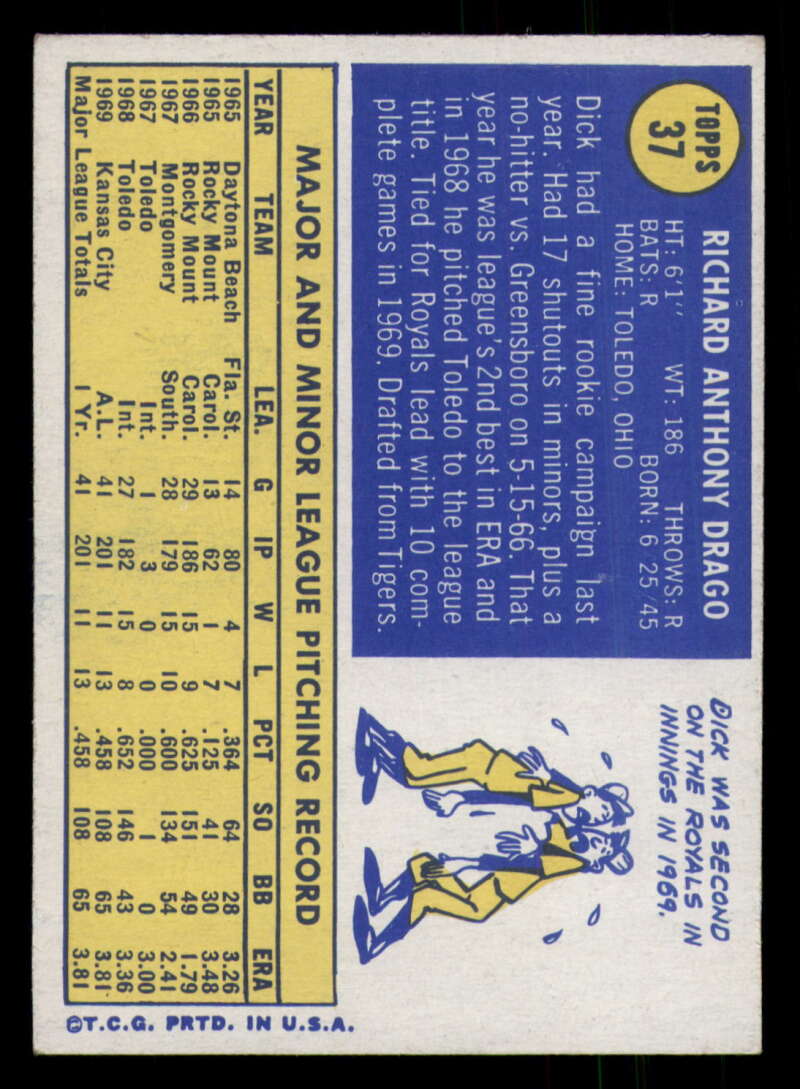 TOPPS
37
RICHARD ANTHONY DRAGO
HT: 6'1" WT: 186 THROWS: R
BATS: R BORN: 6 25 45
HOME: TOLEDO, OHIO
Dick had a fine rookie campaign last
year. Had 17 shutouts in minors, plus a
no-hitter vs. Greensboro on 5-15-66. That
year he was league's 2nd best in ERA and
in 1968 he pitched Toledo to the league
title. Tied for Royals lead with 10 com-
plete games in 1969. Drafted from Tigers.
DICK WAS SECOND
ON THE ROYALS IN
INNINGS IN 1969.
MAJOR AND MINOR LEAGUE PITCHING RECORD
YEAR TEAM LEA. G IP W L PCT SO BB ERA
1965 Daytona Beach Fla. St. 14 80 4 7 .364 64 28 3.26
1965 Rocky Mount Carol. 13 62 1 7 .125 41 30 3.48
1966 Rocky Mount Carol. 29 186 15 9 .625 151 49 1.79
1967 Montgomery South. 28 179 15 10 .600 134 54 2.41
1967 Toledo Int. 1 3 0 0 .000 1 0 3.00
1968 Toledo Int. 27 182 15 8 .652 146 43 3.36
1969 Kansas City A.L. 41 201 11 13 .458 108 65 3.81
Major League Totals 1 Yr. 41 201 11 13 .458 108 65 3.81
©T.C.G. PRTD. IN U.S.A.